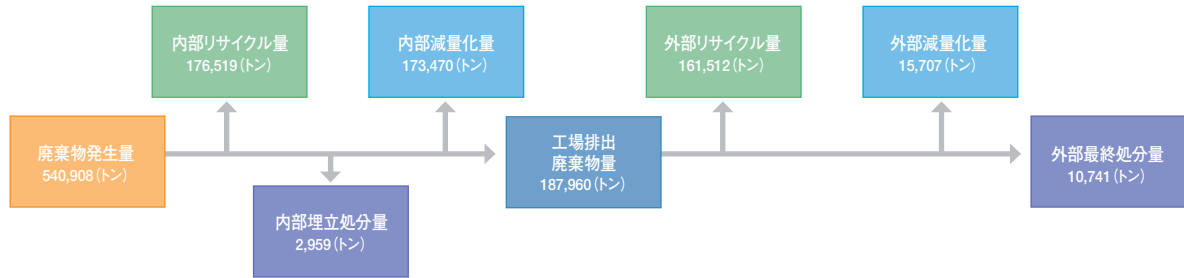 内部リサイクル量
176,519（トン）
内部減量化量
173,470（トン）
外部リサイクル量
161,512（トン）
外部減量化量
15,707（トン）
廃棄物発生量
540,908（トン）
工場排出
廃棄物量
187,960（トン）
外部最終処分量
10,741（トン）
内部埋立処分量
2,959（トン）